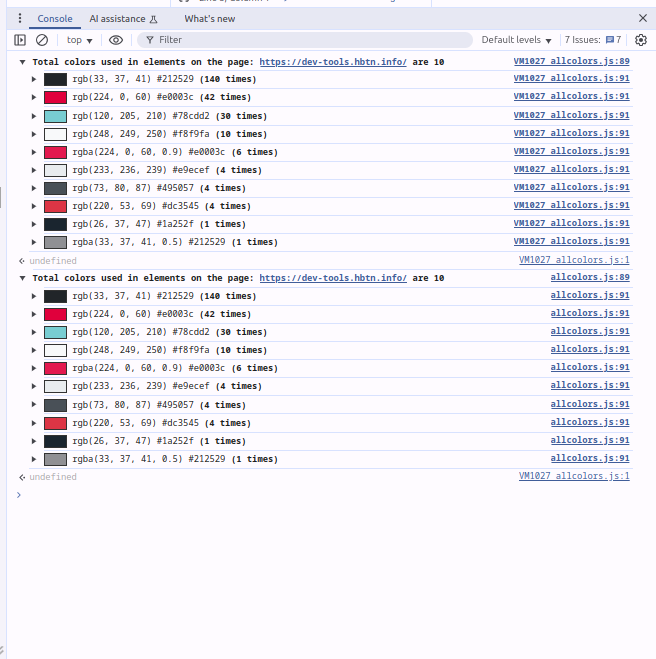 Console AI assistance What's new
top Filter Default levels 7 Issues: 7
Total colors used in elements on the page: https://dev-tools.hbtn.info/ are 10 VM1027 allcolors.js:89
rgb(33, 37, 41) #212529 (140 times) VM1027 allcolors.js:91
rgb(224, 0, 60) #e0003c (42 times) VM1027 allcolors.js:91
rgb(120, 205, 210) #78cdd2 (30 times) VM1027 allcolors.js:91
rgb(248, 249, 250) #f8f9fa (10 times) VM1027 allcolors.js:91
rgba(224, 0, 60, 0.9) #e0003c (6 times) VM1027 allcolors.js:91
rgb(233, 236, 239) #e9ecef (4 times) VM1027 allcolors.js:91
rgb(73, 80, 87) #495057 (4 times) VM1027 allcolors.js:91
rgb(220, 53, 69) #dc3545 (4 times) VM1027 allcolors.js:91
rgb(26, 37, 47) #1a252f (1 times) VM1027 allcolors.js:91
rgba(33, 37, 41, 0.5) #212529 (1 times) VM1027 allcolors.js:91
undefined VM1027 allcolors.js:1
Total colors used in elements on the page: https://dev-tools.hbtn.info/ are 10 allcolors.js:89
rgb(33, 37, 41) #212529 (140 times) allcolors.js:91
rgb(224, 0, 60) #e0003c (42 times) allcolors.js:91
rgb(120, 205, 210) #78cdd2 (30 times) allcolors.js:91
rgb(248, 249, 250) #f8f9fa (10 times) allcolors.js:91
rgba(224, 0, 60, 0.9) #e0003c (6 times) allcolors.js:91
rgb(233, 236, 239) #e9ecef (4 times) allcolors.js:91
rgb(73, 80, 87) #495057 (4 times) allcolors.js:91
rgb(220, 53, 69) #dc3545 (4 times) allcolors.js:91
rgb(26, 37, 47) #1a252f (1 times) allcolors.js:91
rgba(33, 37, 41, 0.5) #212529 (1 times) allcolors.js:91
undefined VM1027 allcolors.js:1